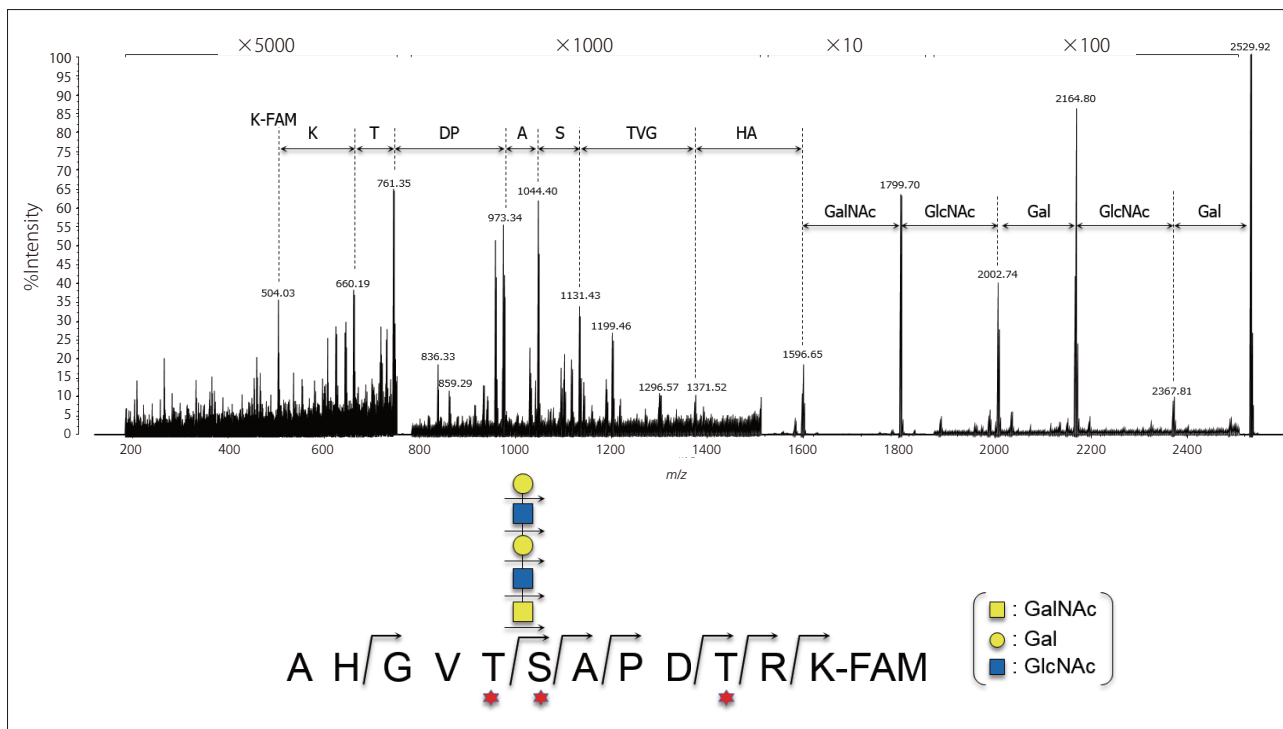 ×5000 ×1000 ×10 ×100
2529.92
100
95
90
85
80
75
70
65
60
55
50
45
40
35
30
25
20
15
10
5
0
%Intensity
2164.80
K-FAM K T DP A S TVG HA
761.35 1044.40 1799.70
GalNAc GlcNAc Gal GlcNAc Gal
973.34
504.03 660.19 1131.43 2002.74
1199.46
836.33 859.29 1296.57 1371.52 1596.65 2367.81
200 400 600 800 1000 1200 1400 1600 1800 2000 2200 2400
m/z
: GalNAc
: Gal
: GlcNAc
A H G V T S A P D T R K-FAM